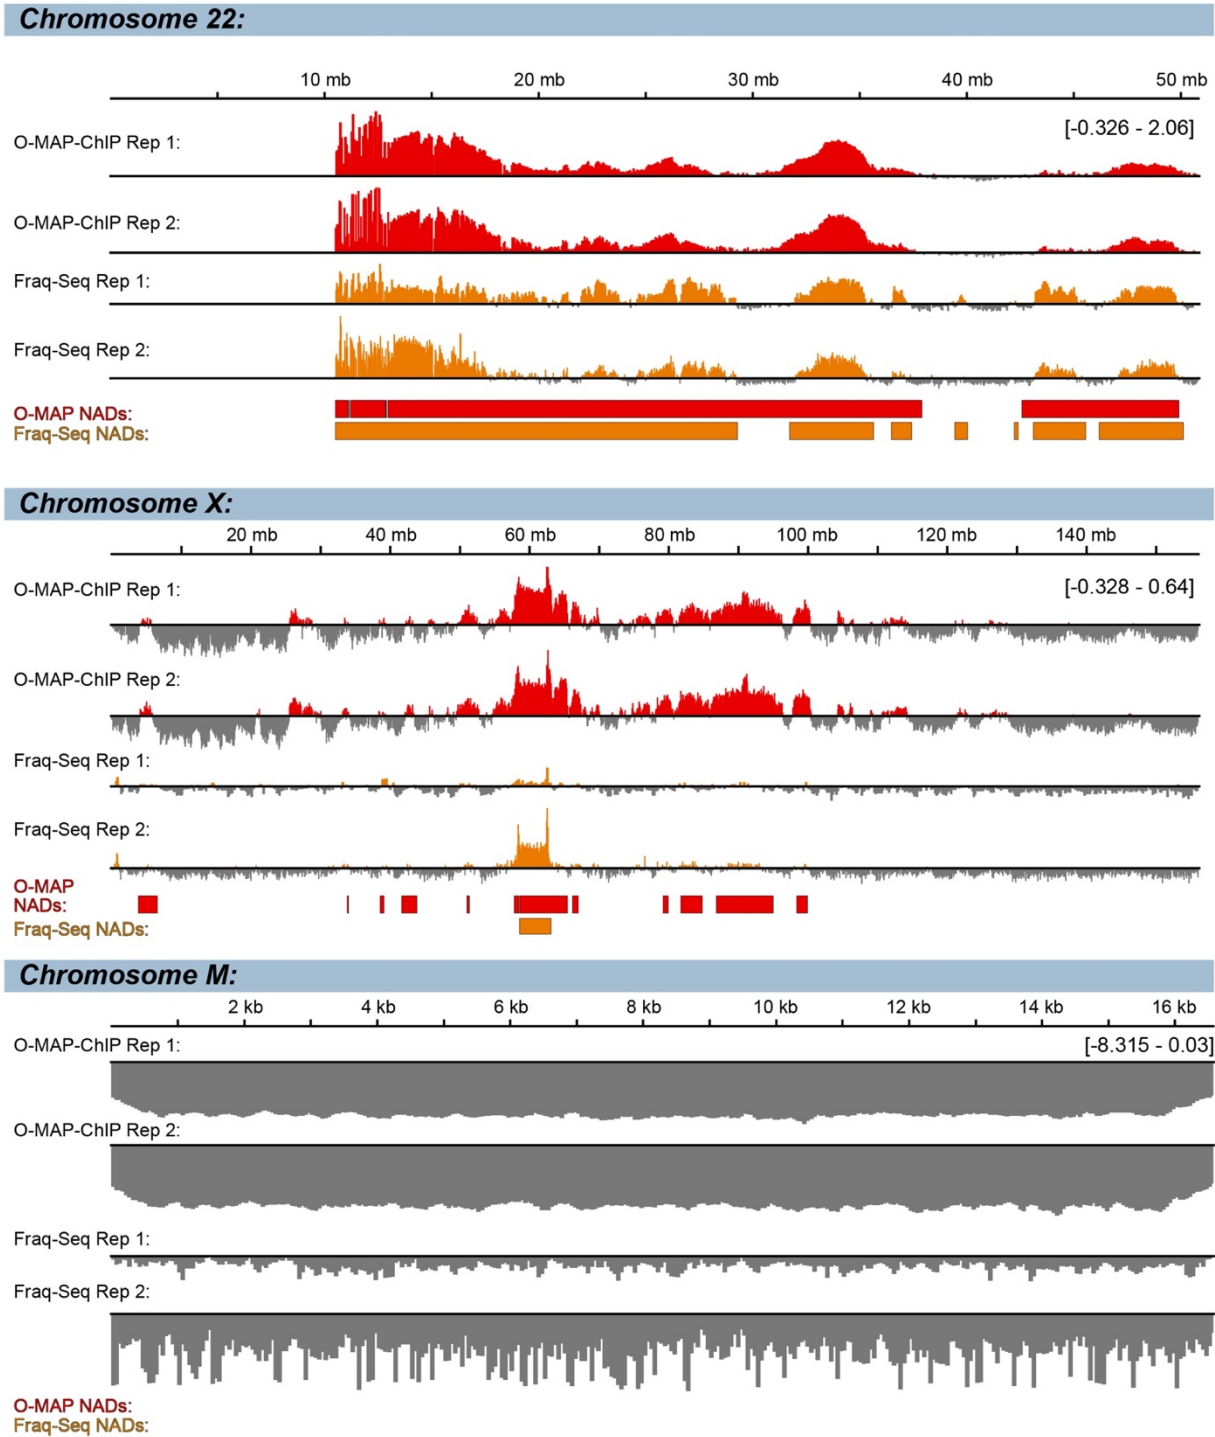 Chromosome 22:
10 mb 20 mb 30 mb 40 mb 50 mb
O-MAP-ChIP Rep 1: [-0.326 - 2.06]
O-MAP-ChIP Rep 2:
Fraq-Seq Rep 1:
Fraq-Seq Rep 2:
O-MAP NADs:
Fraq-Seq NADs:
Chromosome X:
20 mb 40 mb 60 mb 80 mb 100 mb 120 mb 140 mb
O-MAP-ChIP Rep 1: [-0.328 - 0.64]
O-MAP-ChIP Rep 2:
Fraq-Seq Rep 1:
Fraq-Seq Rep 2:
O-MAP
NADs:
Fraq-Seq NADs:
Chromosome M:
2 kb 4 kb 6 kb 8 kb 10 kb 12 kb 14 kb 16 kb
O-MAP-ChIP Rep 1: [-8.315 - 0.03]
O-MAP-ChIP Rep 2:
Fraq-Seq Rep 1:
Fraq-Seq Rep 2:
O-MAP NADs:
Fraq-Seq NADs: